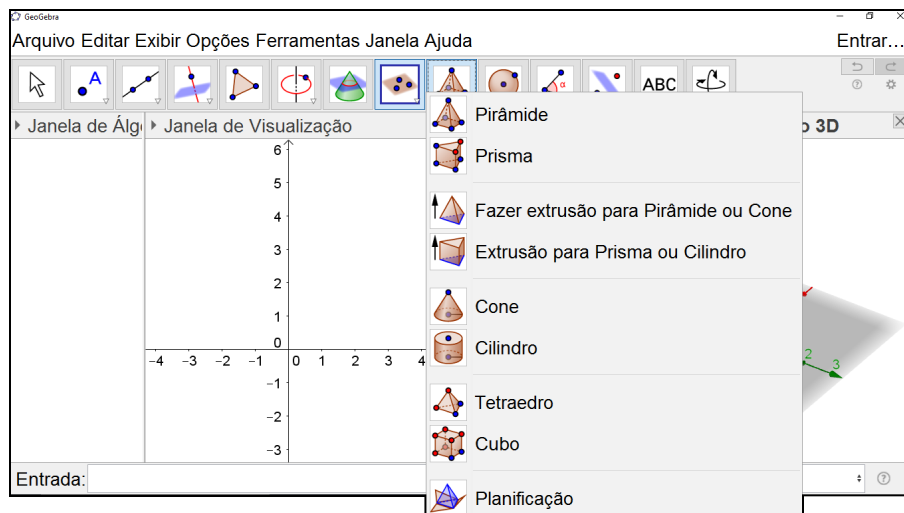 GeoGebra
Arquivo Editar Exibir Opções Ferramentas Janela Ajuda Entrar...
A α ABC
Janela de Álg Janela de Visualização o 3D
Pirâmide
Prisma
Fazer extrusão para Pirâmide ou Cone
Extrusão para Prisma ou Cilindro
Cone
Cilindro
Tetraedro
Cubo
Planificação
6
5
4
3
2
1
0
–4 –3 –2 –1 0 1 2 3 4
–1
–2
–3
2 3
Entrada: